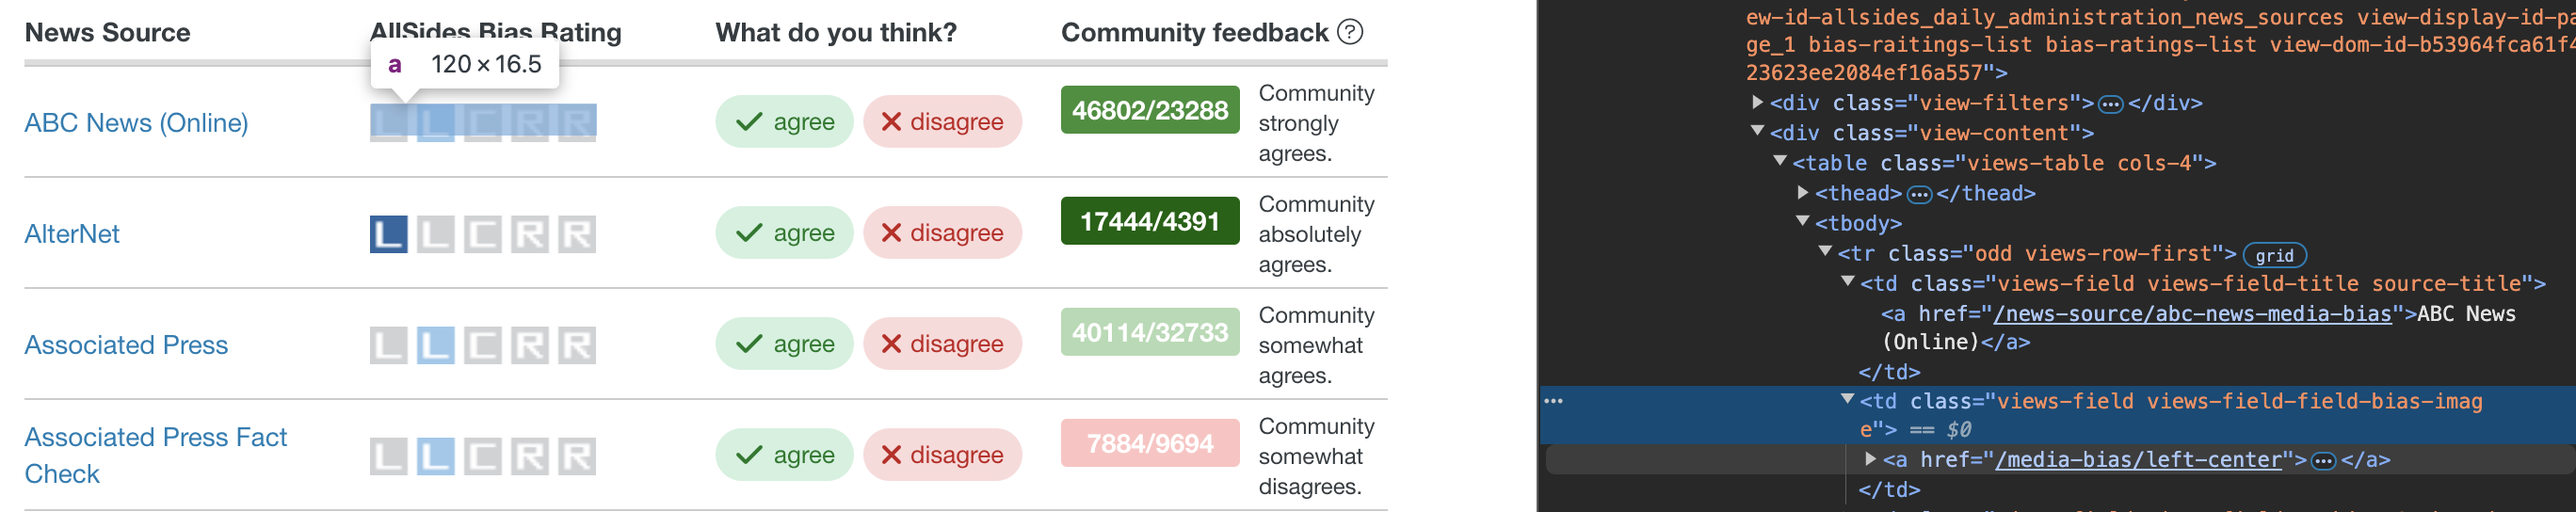 News Source AllSides Bias Rating What do you think? Community feedback ?
a 120 × 16.5
ABC News (Online) L L C R R agree disagree 46802/23288 Community strongly agrees.
AlterNet L L C R R agree disagree 17444/4391 Community absolutely agrees.
Associated Press L L C R R agree disagree 40114/32733 Community somewhat agrees.
Associated Press Fact Check L L C R R agree disagree 7884/9694 Community somewhat disagrees.
ew-id-allsides_daily_administration_news_sources view-display-id-pa
ge_1 bias-raitings-list bias-ratings-list view-dom-id-b53964fca61f4
23623ee2084ef16a557">
<div class="view-filters">…</div>
<div class="view-content">
<table class="views-table cols-4">
<thead>…</thead>
<tbody>
<tr class="odd views-row-first"> grid
<td class="views-field views-field-title source-title">
<a href="/news-source/abc-news-media-bias">ABC News
(Online)</a>
</td>
… <td class="views-field views-field-field-bias-imag
e"> == $0
<a href="/media-bias/left-center">…</a>
</td>